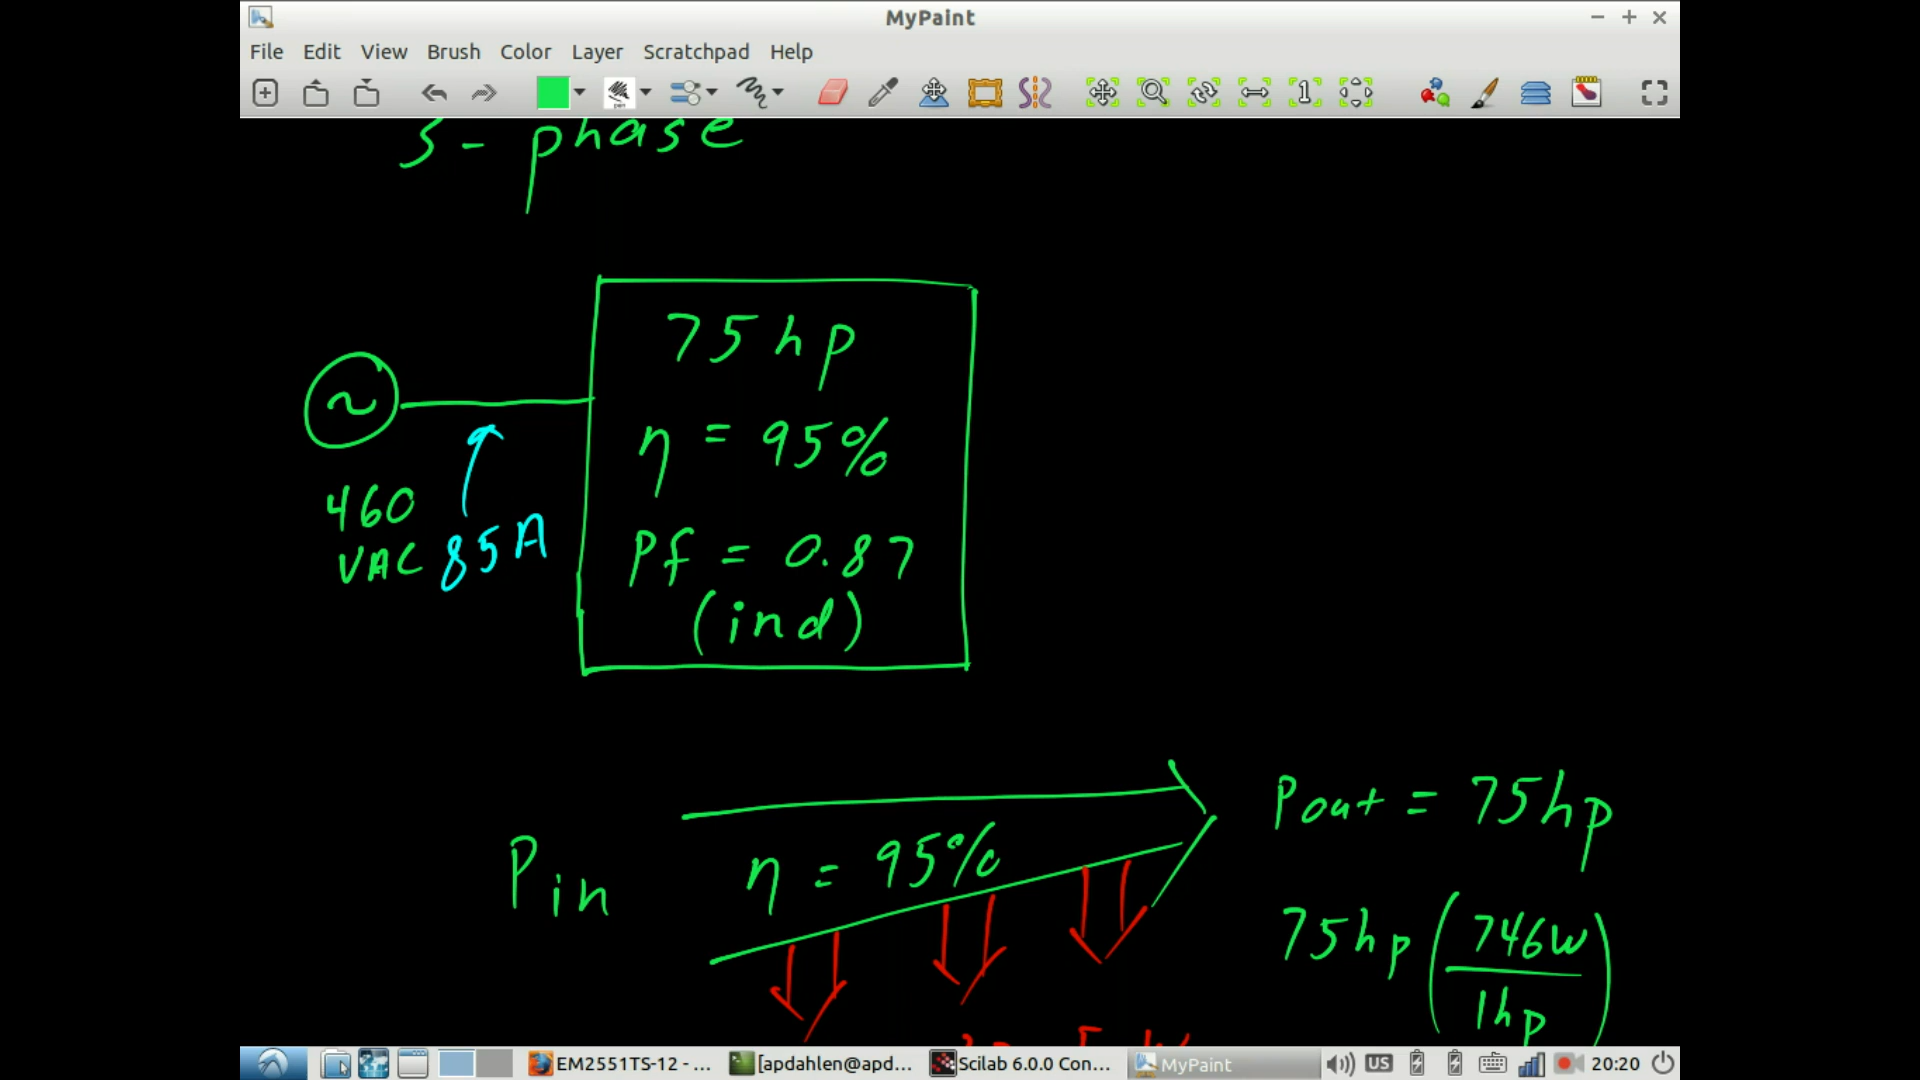 MyPaint
File Edit View Brush Color Layer Scratchpad Help
3 - phase
75 hp
η = 95%
Pf = 0.87
(ind)
~
460
VAC
85A
Pin
η = 95%
Pout = 75hp
75hp ( 746W
1hp )
EM2551TS-12 - ...
[apdahlen@apd...
Scilab 6.0.0 Con...
MyPaint
US
20:20